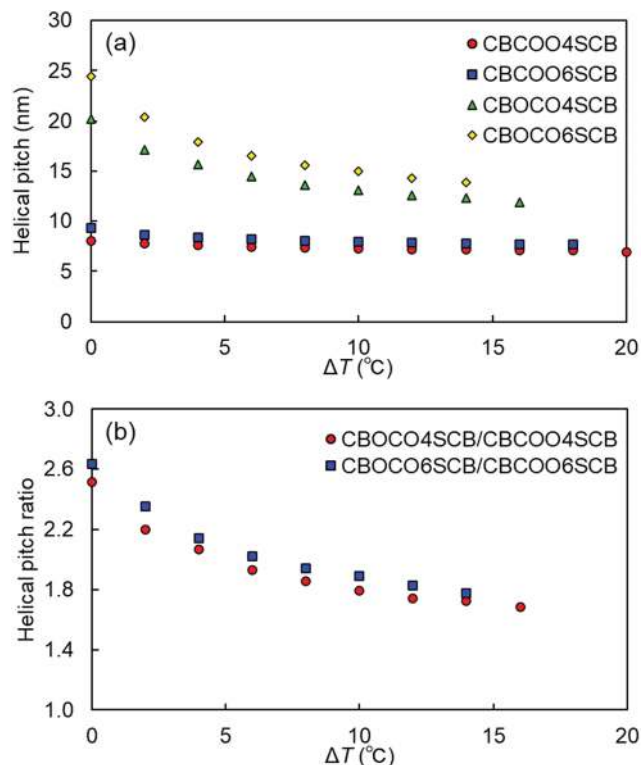 (a)
CBCOO4SCB
CBCOO6SCB
CBOCO4SCB
CBOCO6SCB
Helical pitch (nm)
30
25
20
15
10
5
0
0 5 10 15 20
ΔT (°C)
(b)
CBOCO4SCB/CBCOO4SCB
CBOCO6SCB/CBCOO6SCB
Helical pitch ratio
3.0
2.6
2.2
1.8
1.4
1.0
0 5 10 15 20
ΔT (°C)